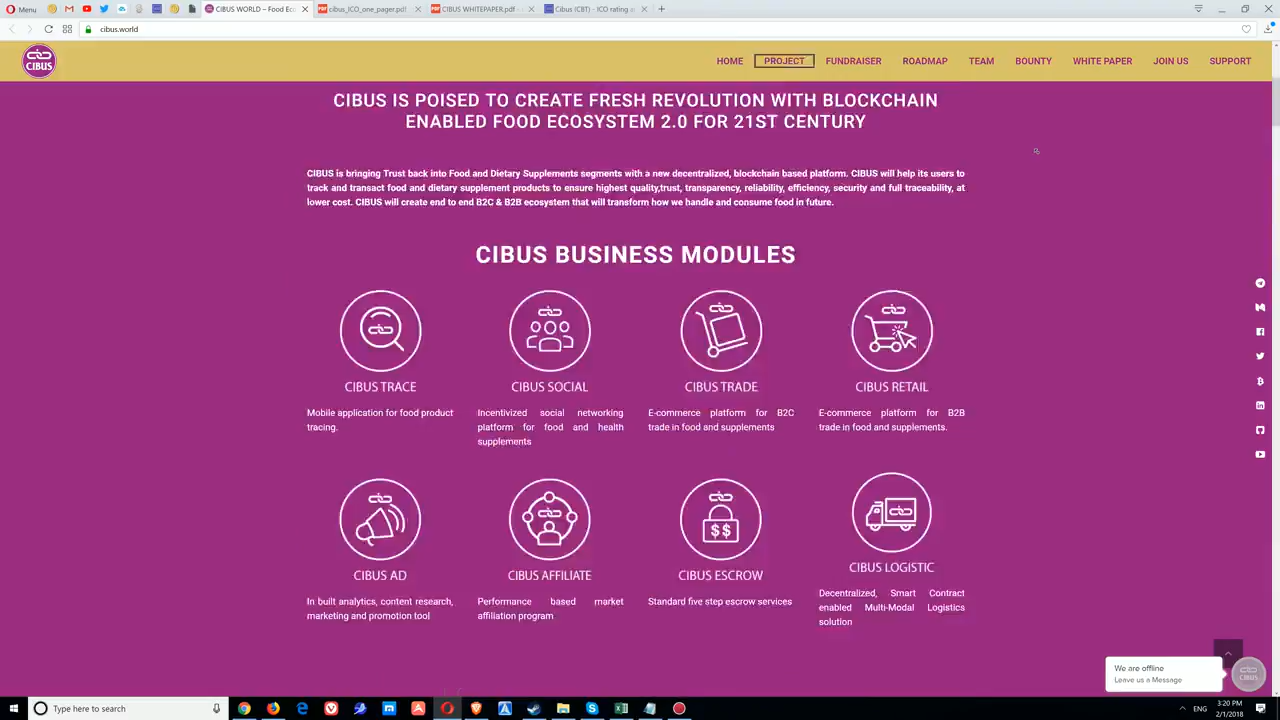 Menu
CIBUS WORLD – Food Eco
cibus_ICO_one_pager.pdf
CIBUS WHITEPAPER.pdf
Cibus (CBT) - ICO rating a
cibus.world
CIBUS
HOME
PROJECT
FUNDRAISER
ROADMAP
TEAM
BOUNTY
WHITE PAPER
JOIN US
SUPPORT
CIBUS IS POISED TO CREATE FRESH REVOLUTION WITH BLOCKCHAIN
ENABLED FOOD ECOSYSTEM 2.0 FOR 21ST CENTURY
CIBUS is bringing Trust back into Food and Dietary Supplements segments with a new decentralized, blockchain based platform. CIBUS will help its users to
track and transact food and dietary supplement products to ensure highest quality,trust, transparency, reliability, efficiency, security and full traceability, at
lower cost. CIBUS will create end to end B2C & B2B ecosystem that will transform how we handle and consume food in future.
CIBUS BUSINESS MODULES
CIBUS TRACE
Mobile application for food product
tracing.
CIBUS SOCIAL
Incentivized social networking
platform for food and health
supplements
CIBUS TRADE
E-commerce platform for B2C
trade in food and supplements
CIBUS RETAIL
E-commerce platform for B2B
trade in food and supplements.
CIBUS AD
In built analytics, content research,
marketing and promotion tool
CIBUS AFFILIATE
Performance based market
affiliation program
$$
CIBUS ESCROW
Standard five step escrow services
CIBUS LOGISTIC
Decentralized, Smart Contract
enabled Multi-Modal Logistics
solution
We are offline
Leave us a Message
CIBUS
Type here to search
ENG
3:20 PM
2/1/2018